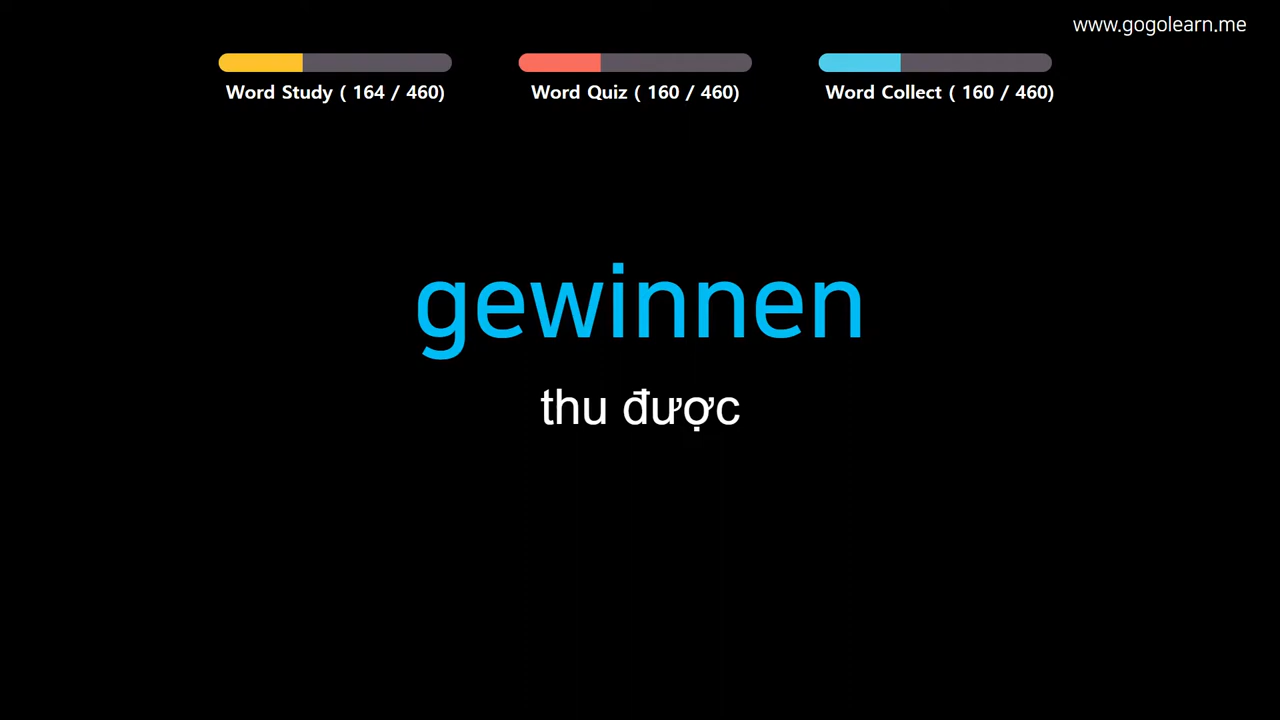 www.gogolearn.me
Word Study ( 164 / 460)
Word Quiz ( 160 / 460)
Word Collect ( 160 / 460)
gewinnen
thu được